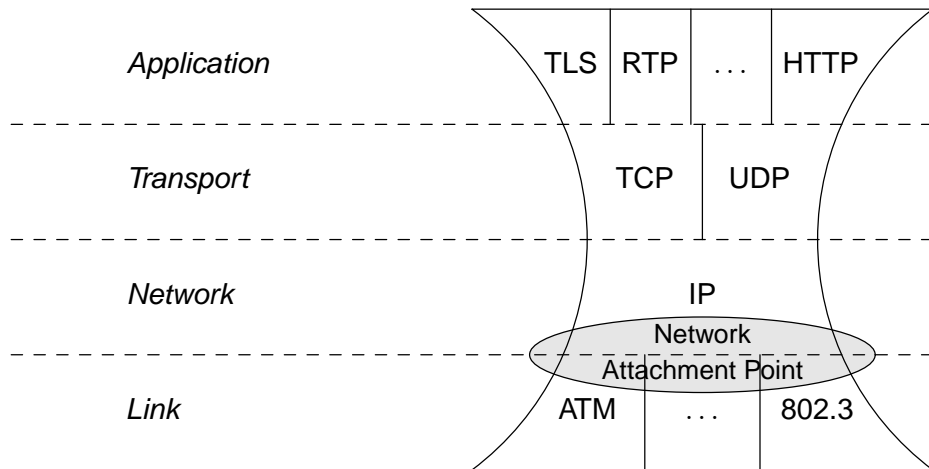 Application TLS RTP ... HTTP
Transport TCP UDP
Network IP
Network
Attachment Point
Link ATM ... 802.3